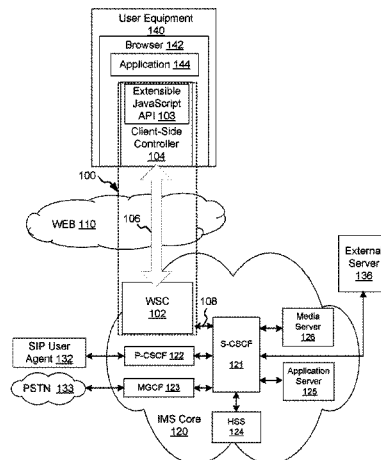 User Equipment
140
Browser 142
Application 144
Extensible
JavaScript
API 103
Client-Side
Controller
104
100
106
WEB 110
External
Server
136
WSC
102
108
S-CSCF
121
Media
Server
126
SIP User
Agent 132
P-CSCF 122
PSTN 133
MGCF 123
Application
Server
125
IMS Core
120
HSS
124